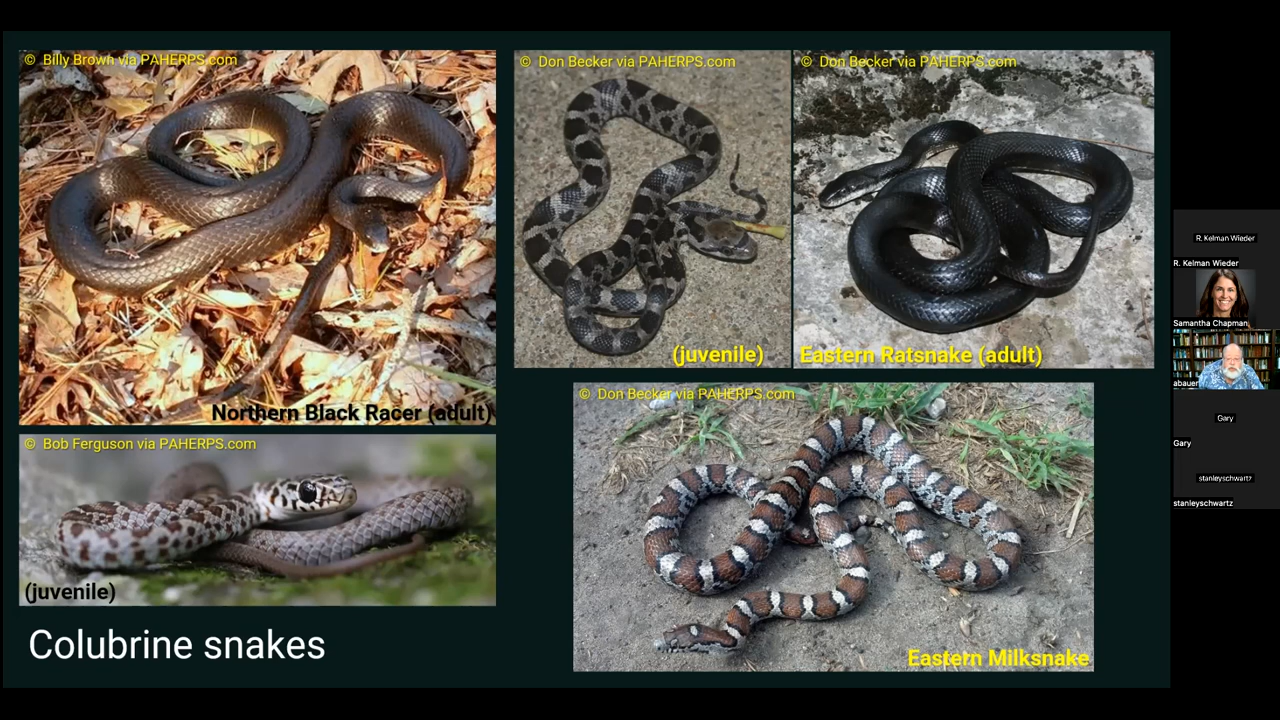 © Billy Brown via PAHERPS.com
Northern Black Racer (adult)
© Bob Ferguson via PAHERPS.com
(juvenile)
Colubrine snakes
© Don Becker via PAHERPS.com
(juvenile)
© Don Becker via PAHERPS.com
Eastern Ratsnake (adult)
© Don Becker via PAHERPS.com
Eastern Milksnake
R. Kelman Wieder
R. Kelman Wieder
Samantha Chapman
abauer
Gary
Gary
stanleyschwartz
stanleyschwartz